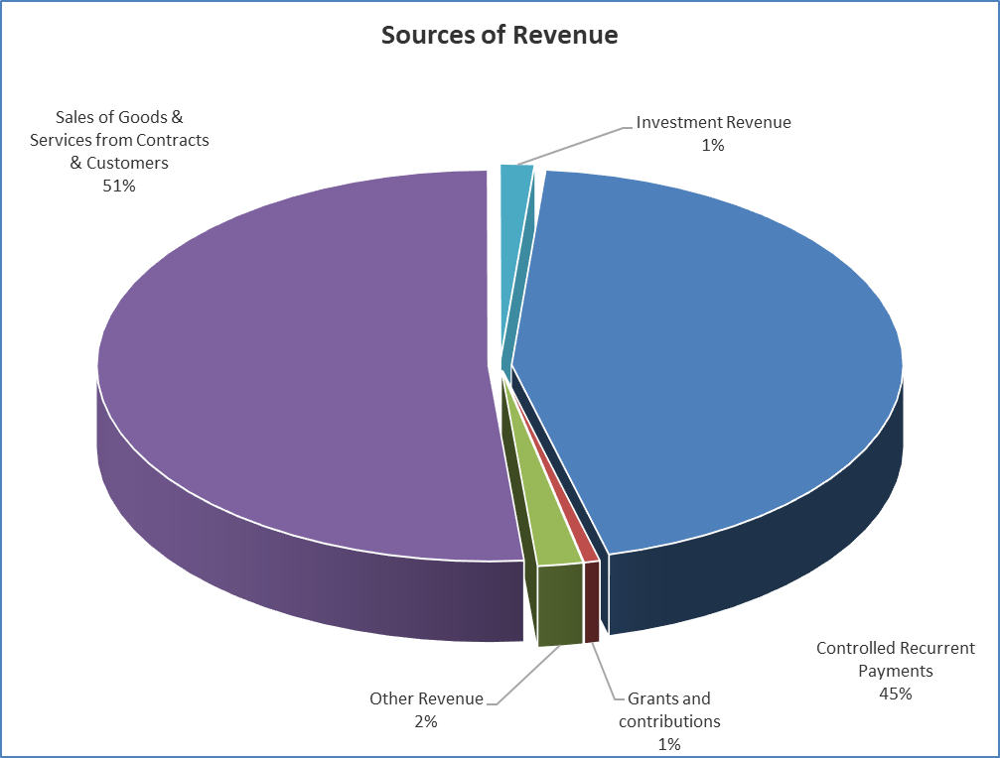 Sources of Revenue
Sales of Goods &
Services from Contracts
& Customers
51%
Investment Revenue
1%
Controlled Recurrent
Payments
45%
Other Revenue
2%
Grants and
contributions
1%